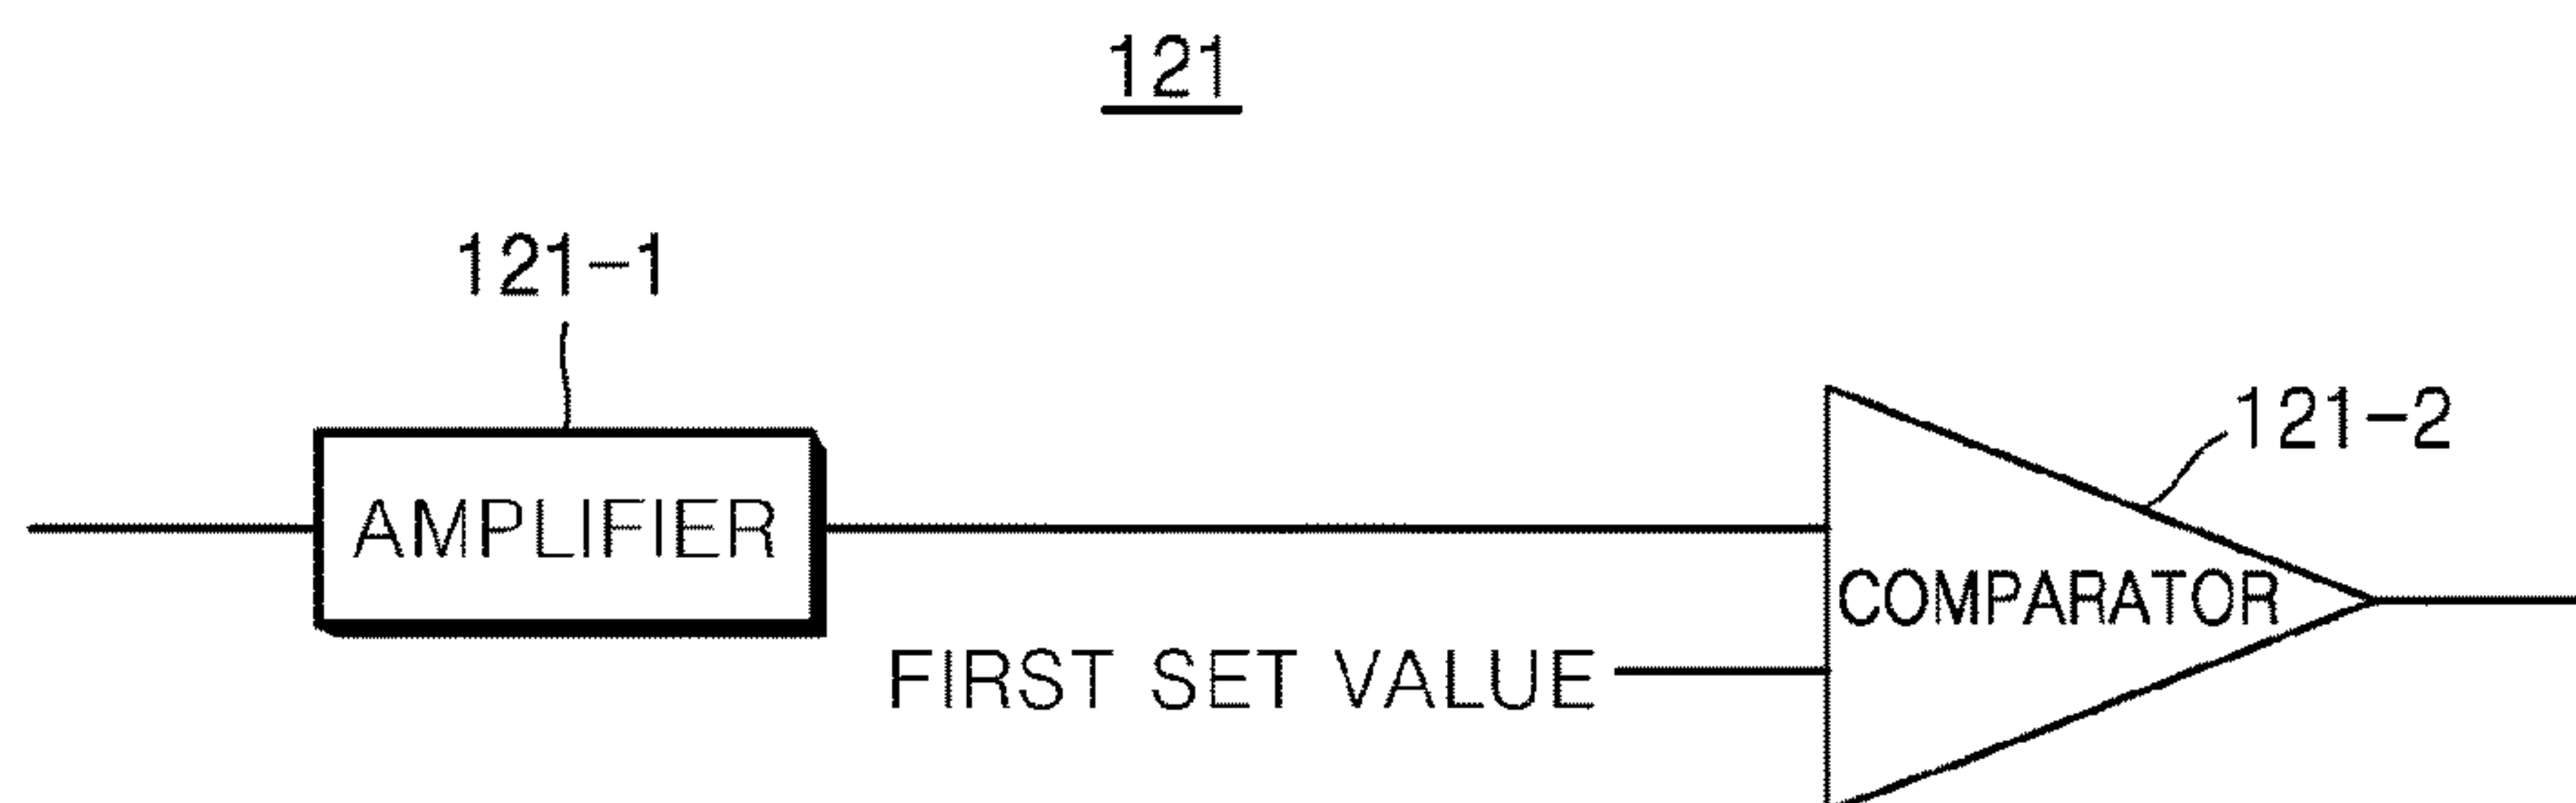 121
121-1
121-2
AMPLIFIER
COMPARATOR
FIRST SET VALUE